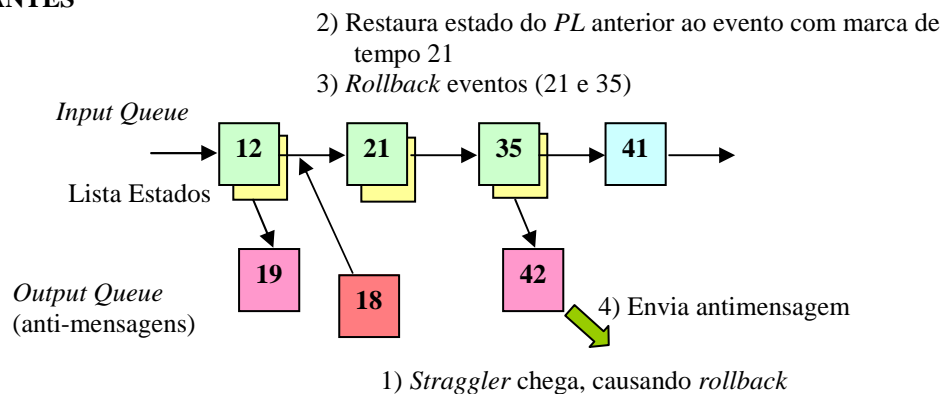 ANTES
2) Restaura estado do PL anterior ao evento com marca de
tempo 21
3) Rollback eventos (21 e 35)
Input Queue
12
21
35
41
Lista Estados
19
18
42
Output Queue
(anti-mensagens)
4) Envia antimensagem
1) Straggler chega, causando rollback